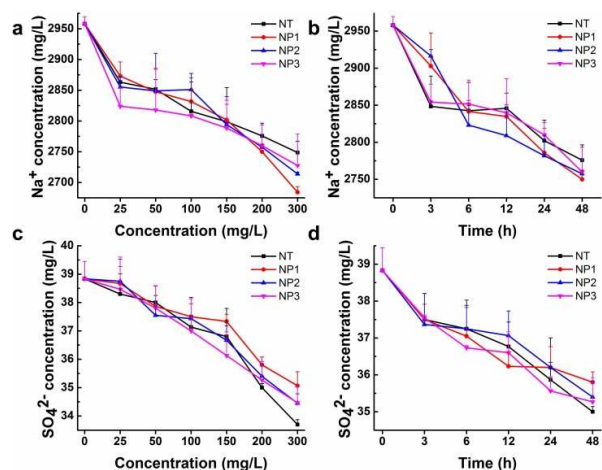 a
NT
NP1
NP2
NP3
Na⁺ concentration (mg/L)
2950
2900
2850
2800
2750
2700
0 25 50 100 150 200 300
Concentration (mg/L)
b
NT
NP1
NP2
NP3
Na⁺ concentration (mg/L)
2950
2900
2850
2800
2750
0 3 6 12 24 48
Time (h)
c
NT
NP1
NP2
NP3
SO₄²⁻ concentration (mg/L)
40
39
38
37
36
35
34
0 25 50 100 150 200 300
Concentration (mg/L)
d
NT
NP1
NP2
NP3
SO₄²⁻ concentration (mg/L)
39
37
36
35
0 3 6 12 24 48
Time (h)